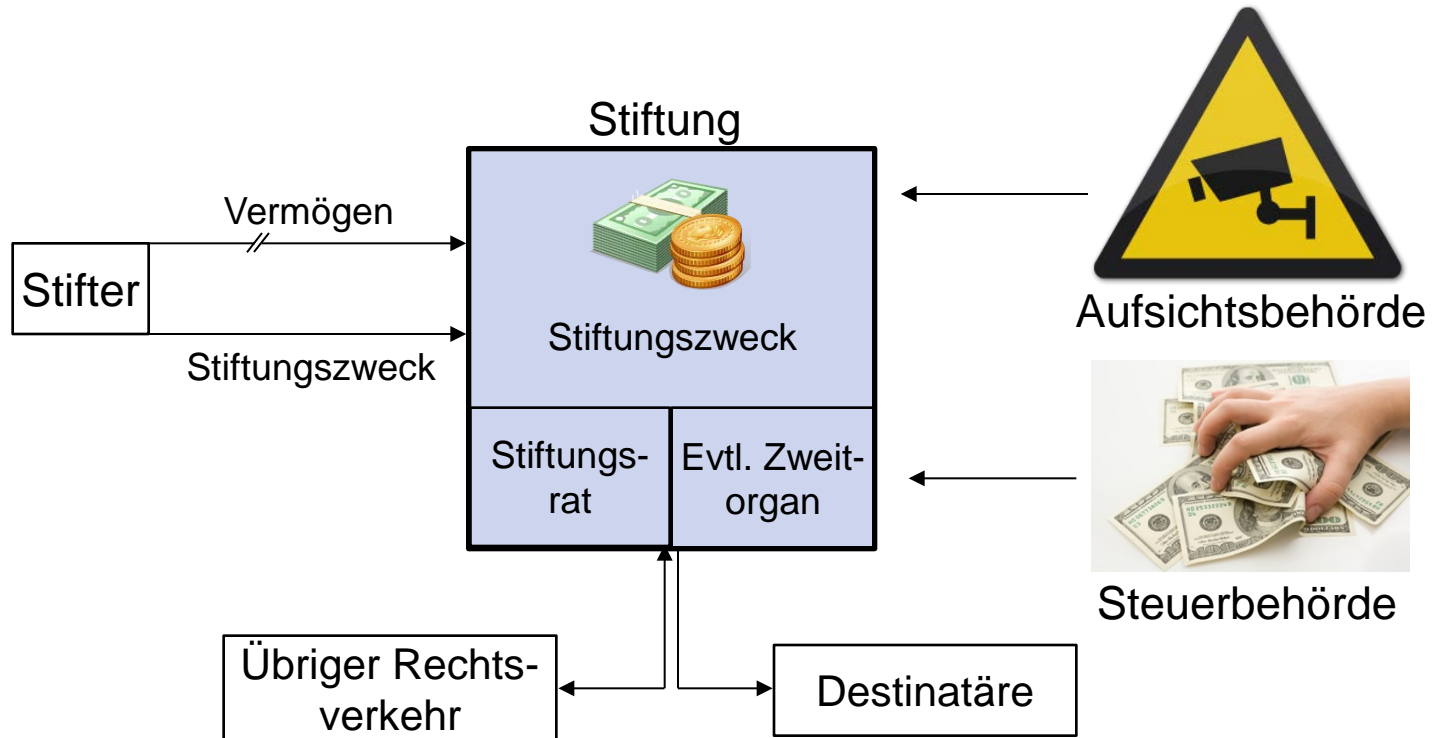 Stiftung
Vermögen
Stifter
Stiftungszweck
Stiftungszweck
Stiftungs-
rat
Evtl. Zweit-
organ
Aufsichtsbehörde
Steuerbehörde
Übriger Rechts-
verkehr
Destinatäre